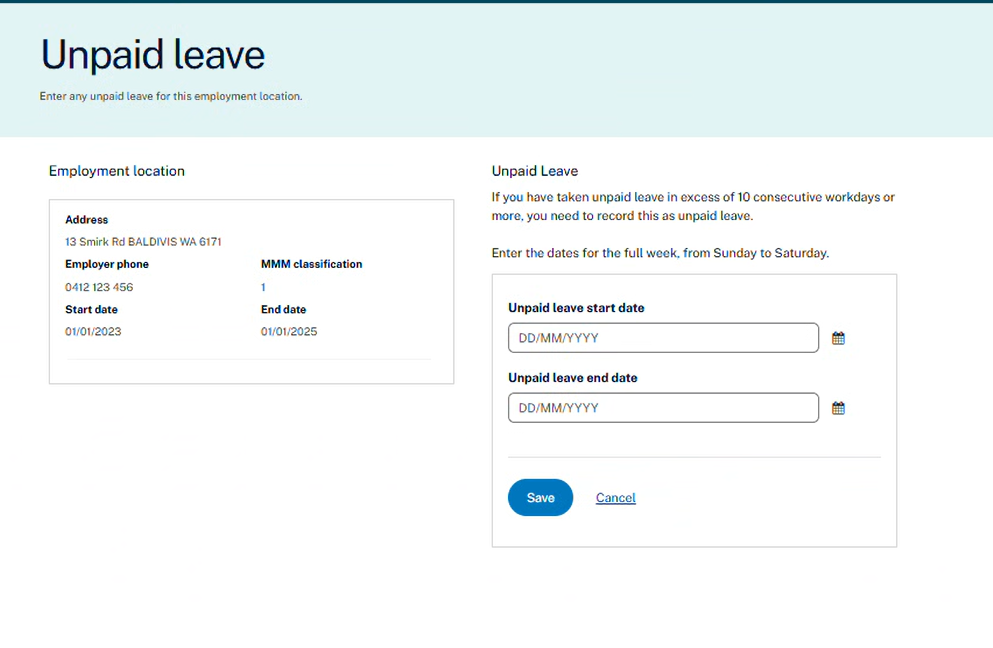 Unpaid leave
Enter any unpaid leave for this employment location.
Employment location
Address
13 Smirk Rd BALDIVIS WA 6171
Employer phone
MMM classification
0412 123 456
1
Start date
End date
01/01/2023
01/01/2025
Unpaid Leave
If you have taken unpaid leave in excess of 10 consecutive workdays or
more, you need to record this as unpaid leave.
Enter the dates for the full week, from Sunday to Saturday.
Unpaid leave start date
DD/MM/YYYY
Unpaid leave end date
DD/MM/YYYY
Save
Cancel